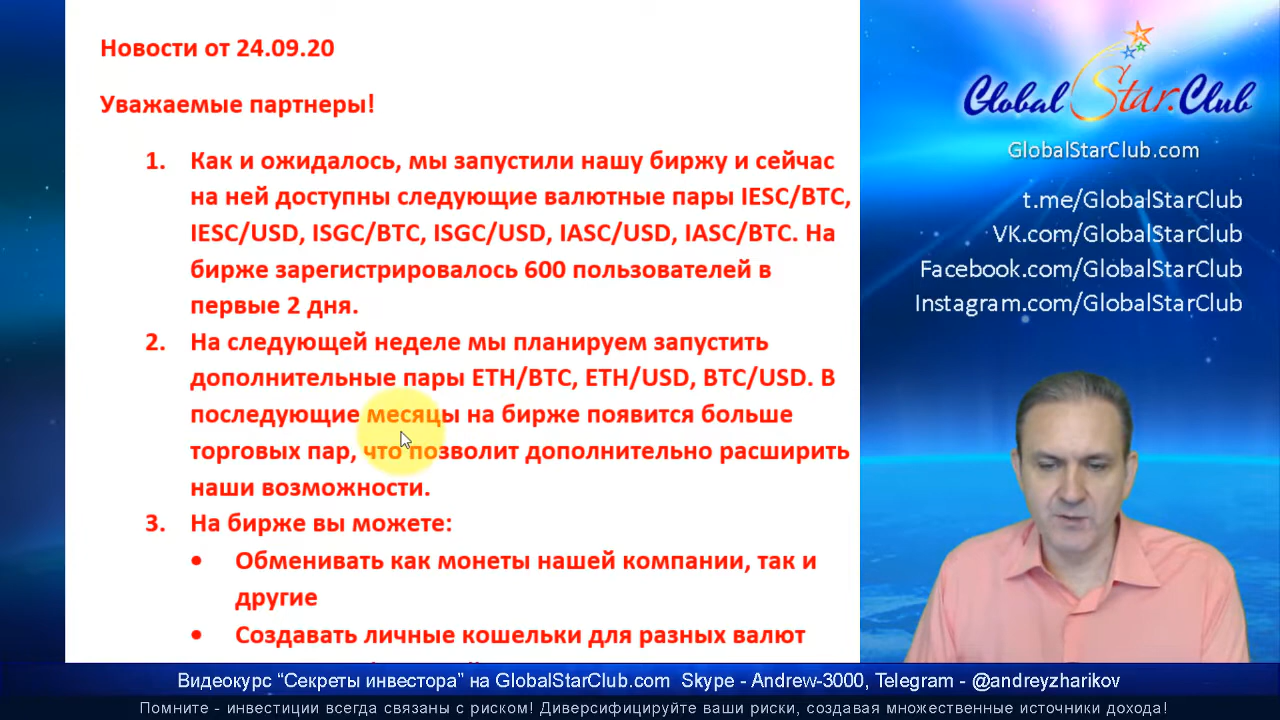 Новости от 24.09.20
Уважаемые партнеры!
1. Как и ожидалось, мы запустили нашу биржу и сейчас
на ней доступны следующие валютные пары IESC/BTC,
IESC/USD, ISGC/BTC, ISGC/USD, IASC/USD, IASC/BTC. На
бирже зарегистрировалось 600 пользователей в
первые 2 дня.
2. На следующей неделе мы планируем запустить
дополнительные пары ETH/BTC, ETH/USD, BTC/USD. В
последующие месяцы на бирже появится больше
торговых пар, что позволит дополнительно расширить
наши возможности.
3. На бирже вы можете:
• Обменивать как монеты нашей компании, так и
другие
• Создавать личные кошельки для разных валют
Global Star.Club
GlobalStarClub.com
t.me/GlobalStarClub
VK.com/GlobalStarClub
Facebook.com/GlobalStarClub
Instagram.com/GlobalStarClub
Видеокурс “Секреты инвестора” на GlobalStarClub.com Skype - Andrew-3000, Telegram - @andreyzharikov
Помните - инвестиции всегда связаны с риском! Диверсифицируйте ваши риски, создавая множественные источники дохода!